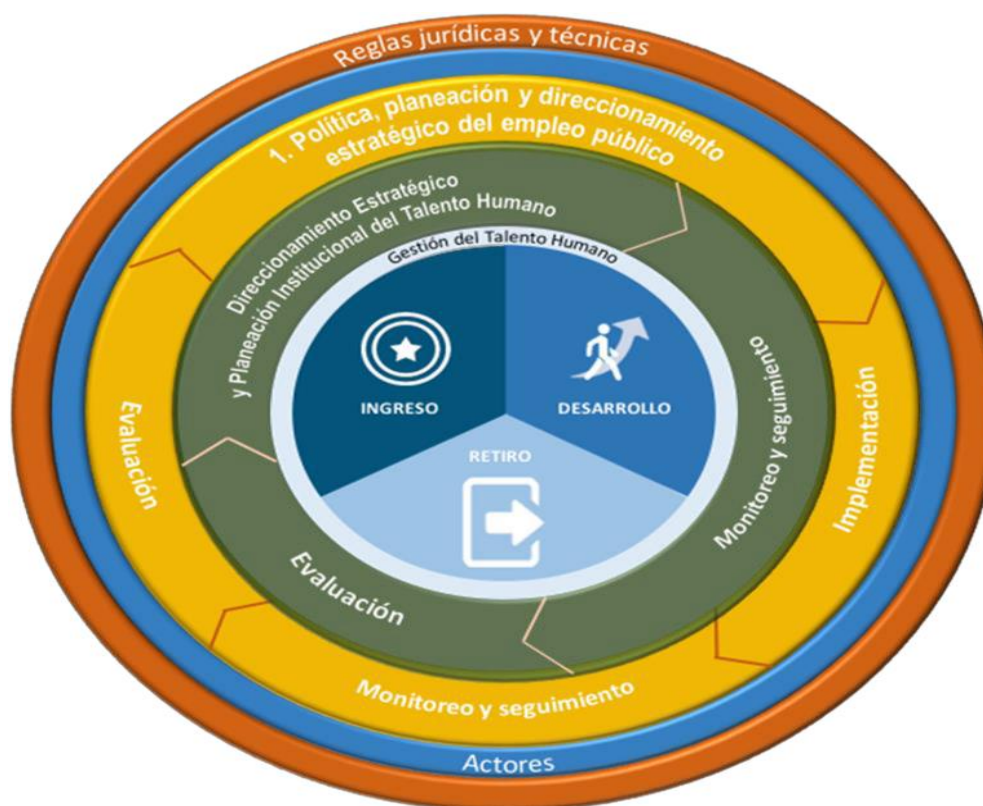 Reglas jurídicas y técnicas
1. Política, planeación y direccionamiento
estratégico del empleo público
Direccionamiento Estratégico
y Planeación Institucional del Talento Humano
Gestión del Talento Humano
INGRESO
DESARROLLO
RETIRO
Monitoreo y seguimiento
Implementación
Evaluación
Evaluación
Monitoreo y seguimiento
Actores